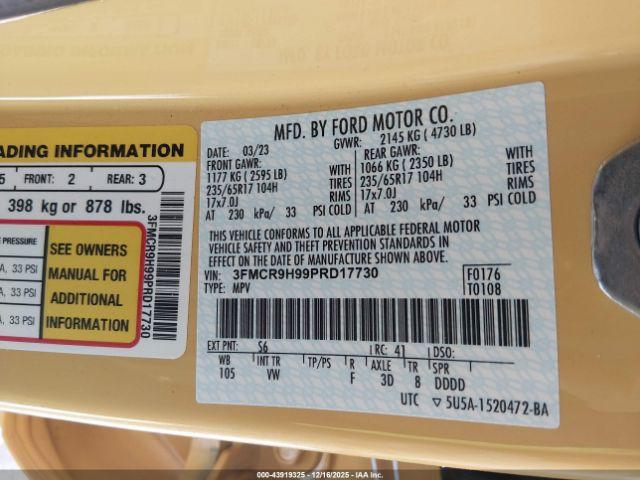 MFD. BY FORD MOTOR CO.
DATE: 03/23 GVWR: 2145 KG ( 4730 LB)
FRONT GAWR: REAR GAWR:
1177 KG ( 2595 LB) TIRES 1066 KG ( 2350 LB) TIRES
235/65R17 104H RIMS 235/65R17 104H RIMS
17x7.0J 17x7.0J
AT 230 kPa/ 33 PSI COLD AT 230 kPa/ 33 PSI COLD
THIS VEHICLE CONFORMS TO ALL APPLICABLE FEDERAL MOTOR
VEHICLE SAFETY AND THEFT PREVENTION STANDARDS IN
EFFECT ON THE DATE OF MANUFACTURE SHOWN ABOVE.
VIN: 3FMCR9H99PRD17730 F0176
TYPE: MPV T0108
EXT PNT: S6 RC: 41 DSO:
WB INT TR TP/PS R AXLE TR SPR
105 VW F 3D 8 DDDD
UTC ▽ 5U5A-1520472-BA
ADING INFORMATION
5 FRONT: 2 REAR: 3
398 kg or 878 lbs.
PRESSURE
A, 33 PSI
A, 33 PSI
A, 33 PSI
SEE OWNERS
MANUAL FOR
ADDITIONAL
INFORMATION
3FMCR9H99PRD17730
000-43919325 - 12/16/2025 - IAAI.com